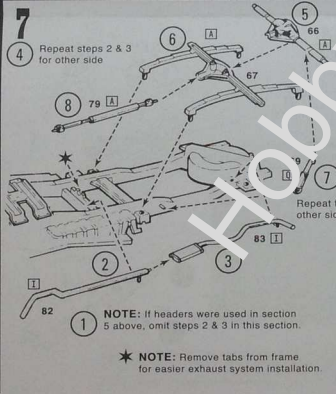 7
4 Repeat steps 2 & 3
for other side
5
66
A
6
A
67
A
8 79 A
7
Repeat
other
83 I
2
3
I
82
1 NOTE: If headers were used in section
5 above, omit steps 2 & 3 in this section.
NOTE: Remove tabs from frame
for easier exhaust system installation.
Hobb